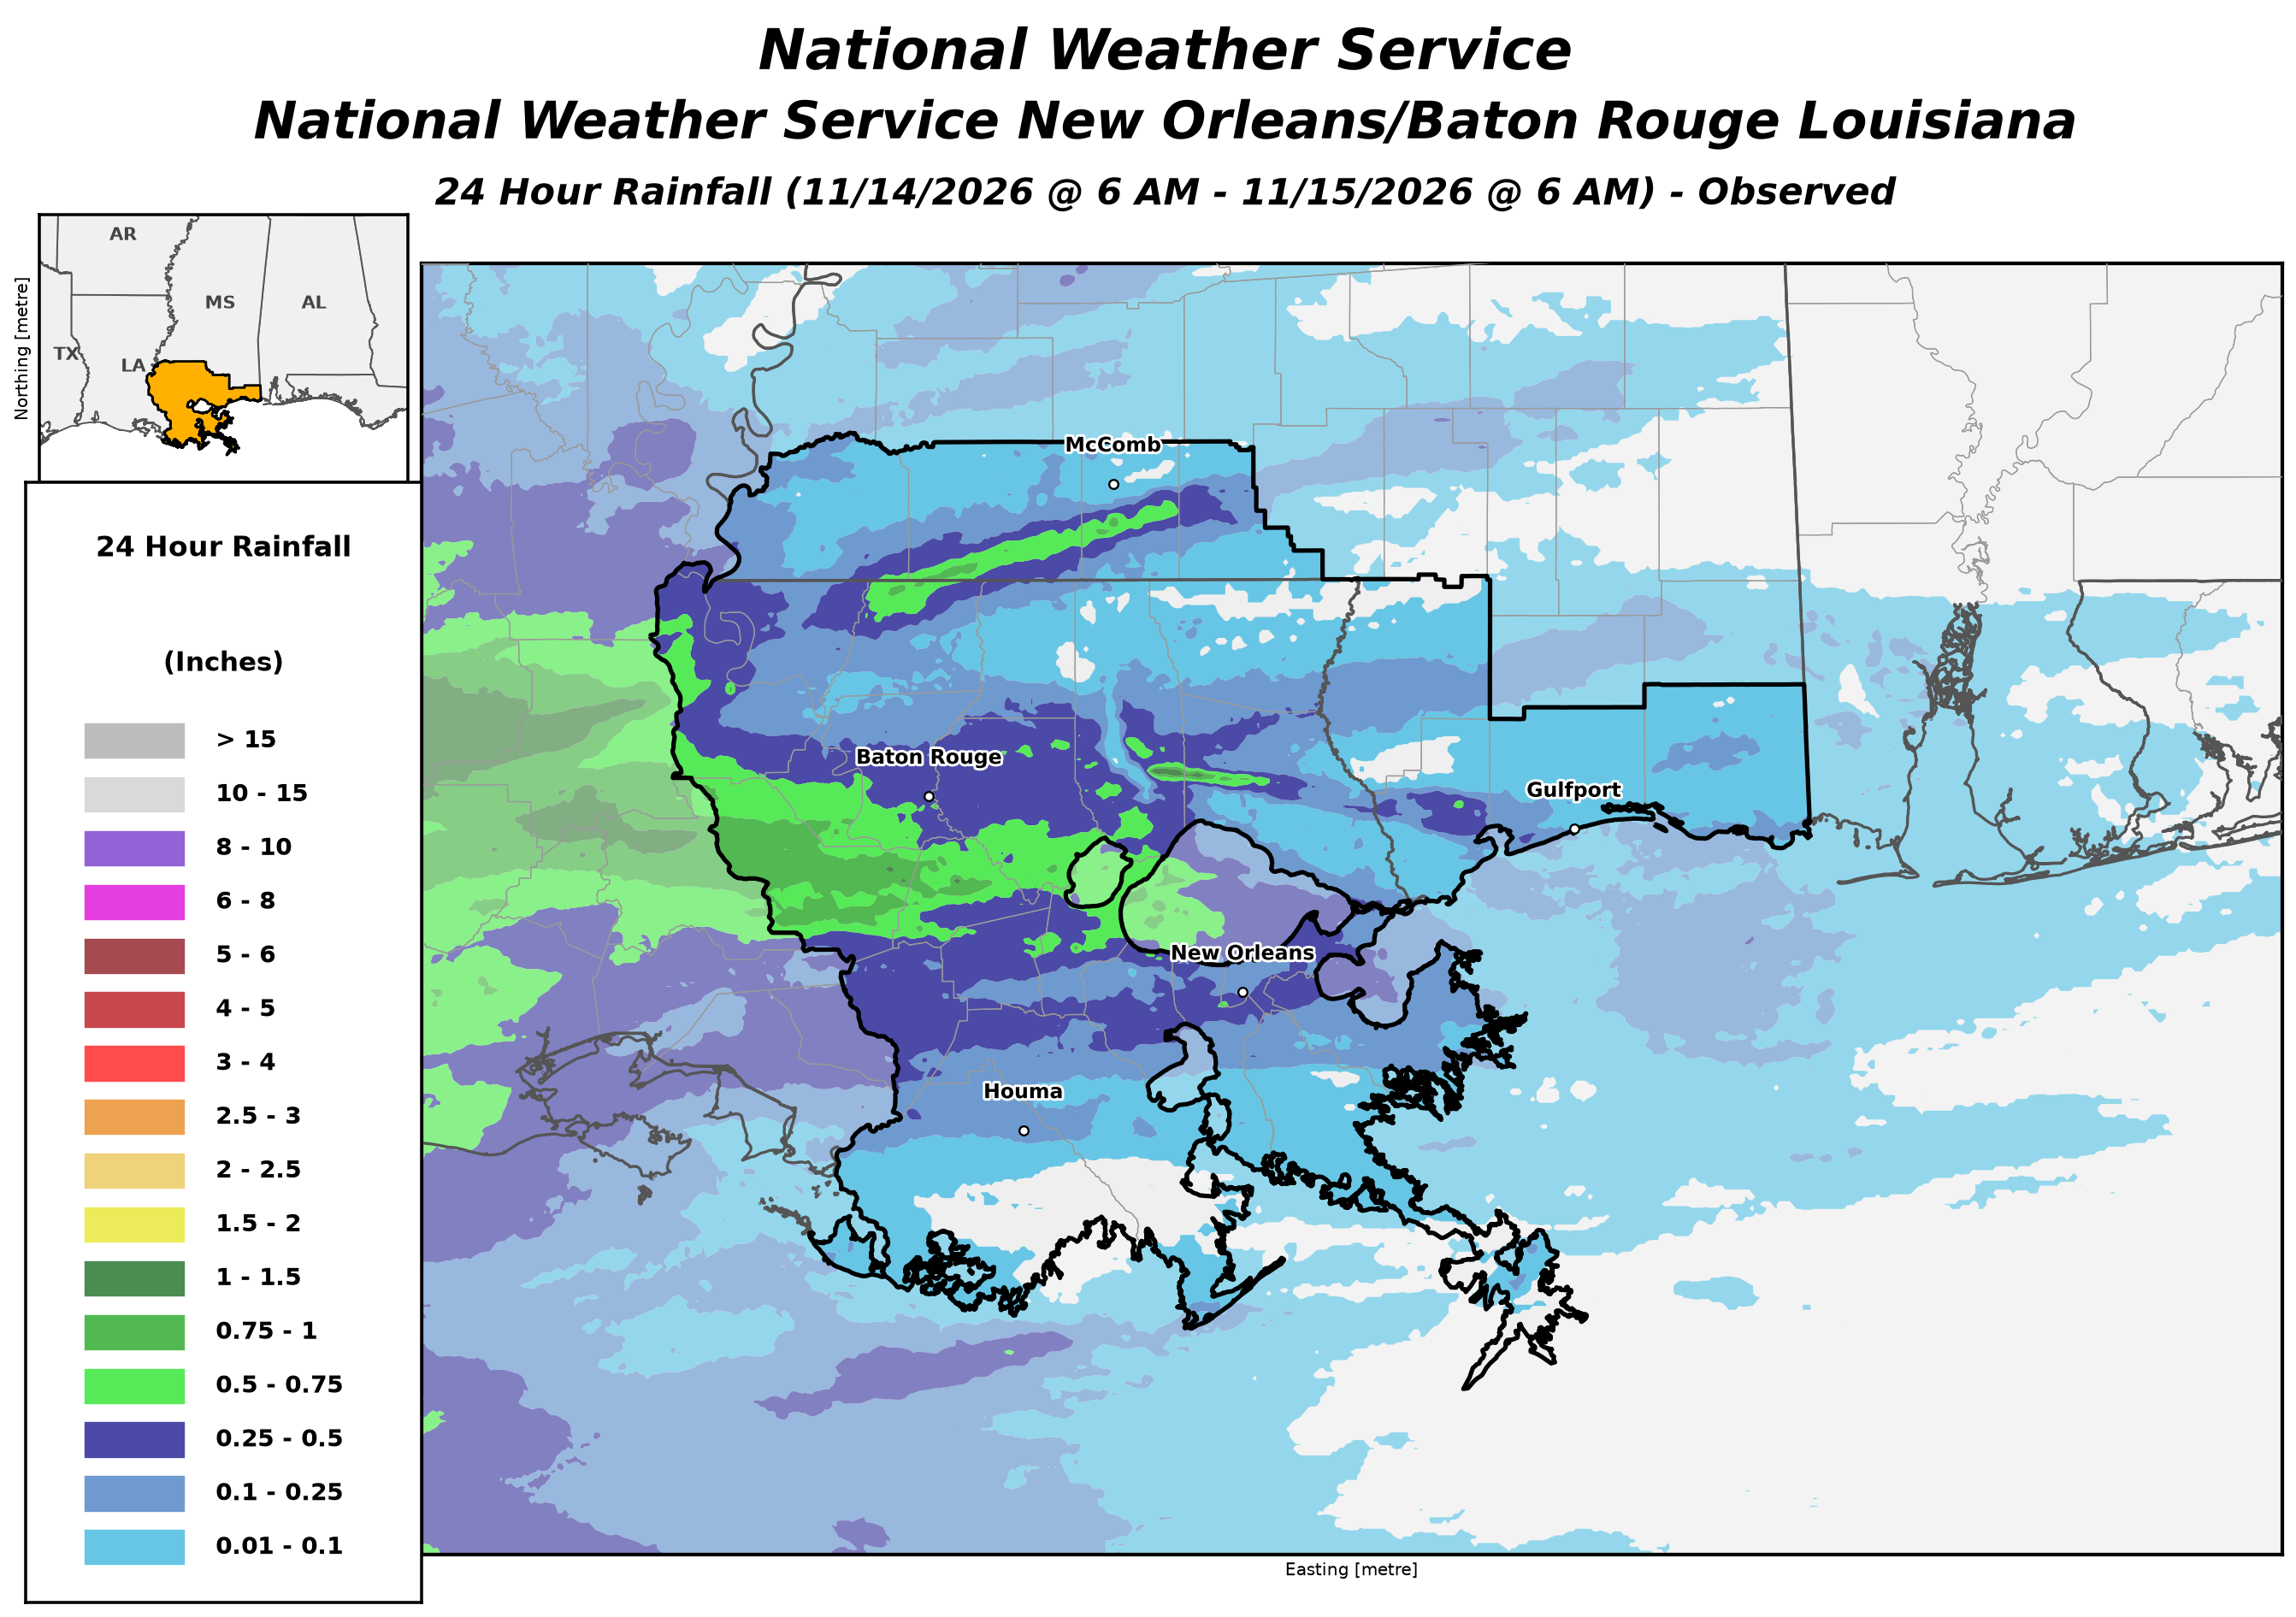 National Weather Service
National Weather Service New Orleans/Baton Rouge Louisiana
24 Hour Rainfall (11/14/2026 @ 6 AM - 11/15/2026 @ 6 AM) - Observed
AR
MS
AL
TX
LA
Northing [metre]
24 Hour Rainfall
(Inches)
> 15
10 - 15
8 - 10
6 - 8
5 - 6
4 - 5
3 - 4
2.5 - 3
2 - 2.5
1.5 - 2
1 - 1.5
0.75 - 1
0.5 - 0.75
0.25 - 0.5
0.1 - 0.25
0.01 - 0.1
McComb
Baton Rouge
Gulfport
New Orleans
Houma
Easting [metre]